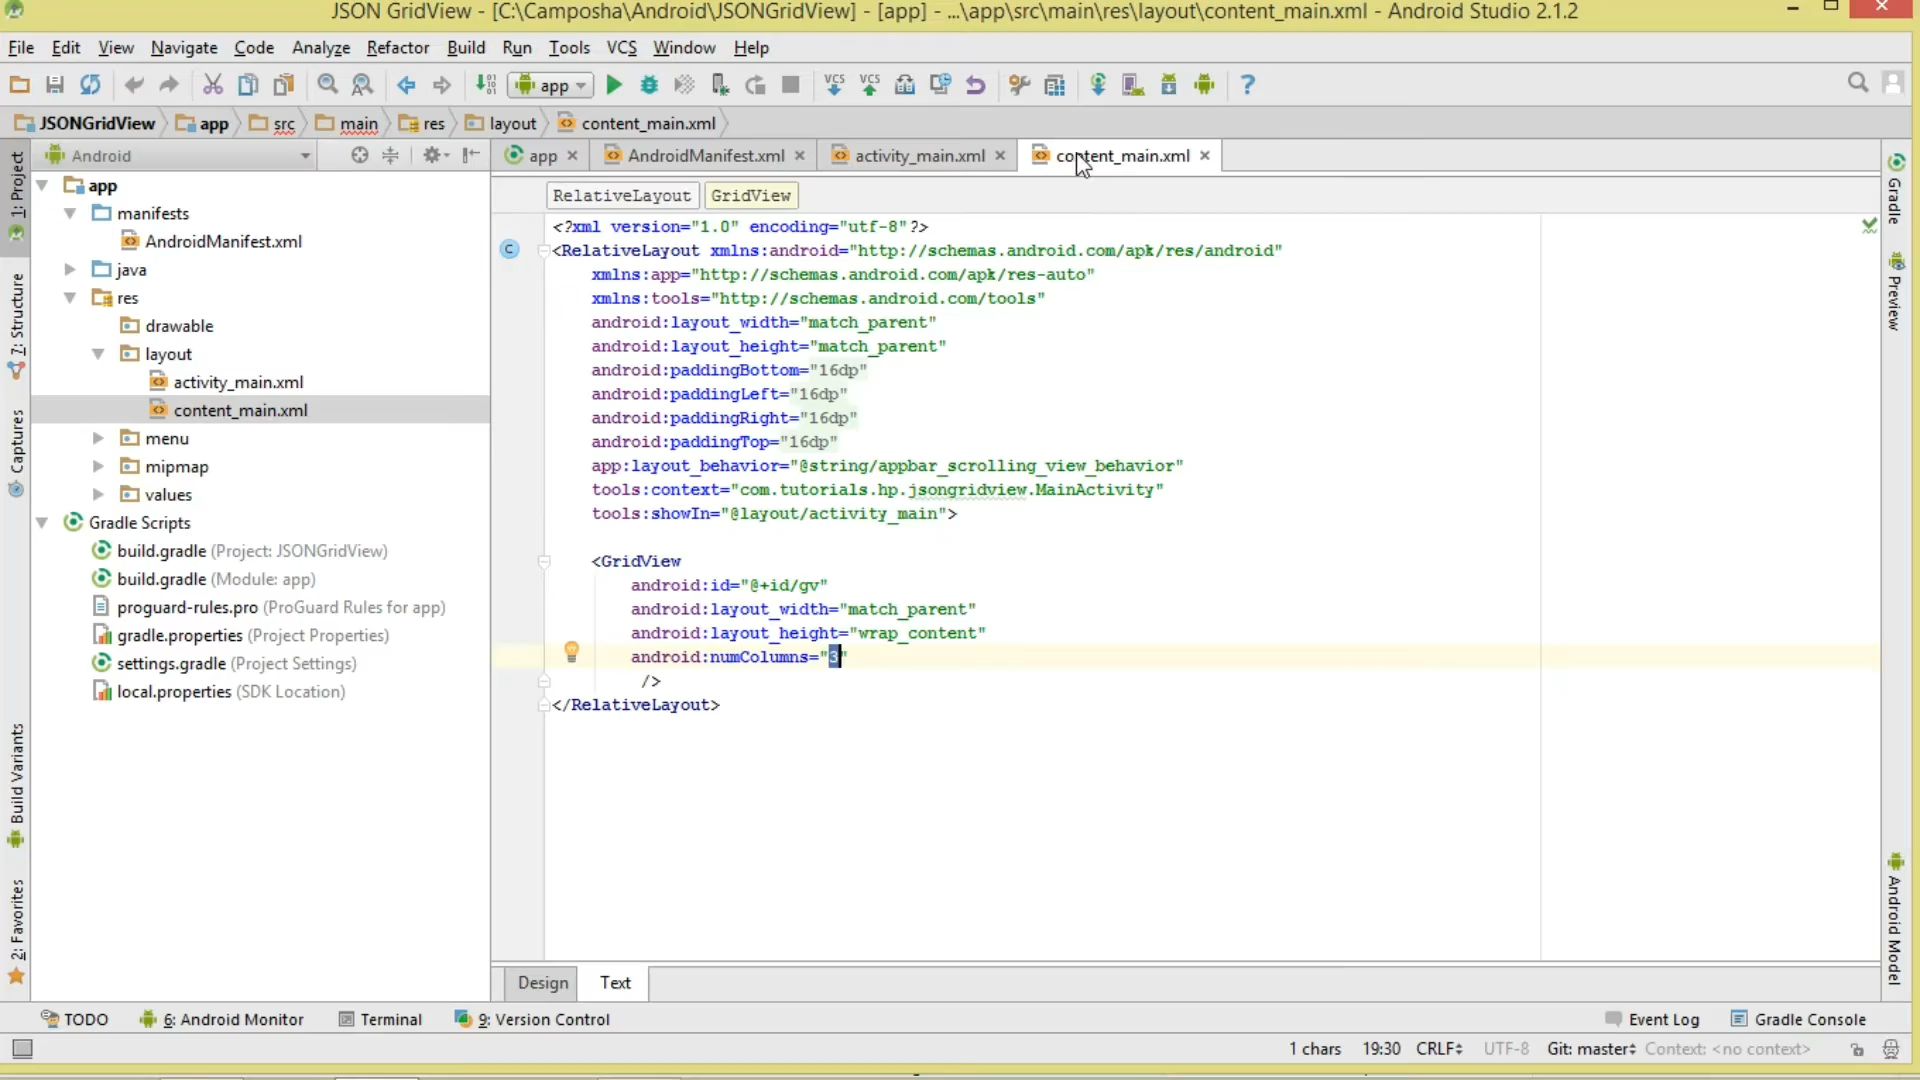 JSON GridView - [C:\Camposha\Android\JSONGridView] - [app] - ...\app\src\main\res\layout\content_main.xml - Android Studio 2.1.2
File Edit View Navigate Code Analyze Refactor Build Run Tools VCS Window Help
app
VCS VCS
JSONGridView app src main res layout content_main.xml
Android
app AndroidManifest.xml activity_main.xml content_main.xml
1: Project
7: Structure
Captures
Build Variants
2: Favorites
app
manifests
AndroidManifest.xml
java
res
drawable
layout
activity_main.xml
content_main.xml
menu
mipmap
values
Gradle Scripts
build.gradle (Project: JSONGridView)
build.gradle (Module: app)
proguard-rules.pro (ProGuard Rules for app)
gradle.properties (Project Properties)
settings.gradle (Project Settings)
local.properties (SDK Location)
RelativeLayout GridView
<?xml version="1.0" encoding="utf-8"?>
<RelativeLayout xmlns:android="http://schemas.android.com/apk/res/android"
xmlns:app="http://schemas.android.com/apk/res-auto"
xmlns:tools="http://schemas.android.com/tools"
android:layout_width="match_parent"
android:layout_height="match_parent"
android:paddingBottom="16dp"
android:paddingLeft="16dp"
android:paddingRight="16dp"
android:paddingTop="16dp"
app:layout_behavior="@string/appbar_scrolling_view_behavior"
tools:context="com.tutorials.hp.jsongridview.MainActivity"
tools:showIn="@layout/activity_main">
<GridView
android:id="@+id/gv"
android:layout_width="match_parent"
android:layout_height="wrap_content"
android:numColumns="3"
/>
</RelativeLayout>
Gradle
Preview
Android Model
Design Text
TODO 6: Android Monitor Terminal 9: Version Control Event Log Gradle Console
1 chars 19:30 CRLF UTF-8 Git: master Context: <no context>